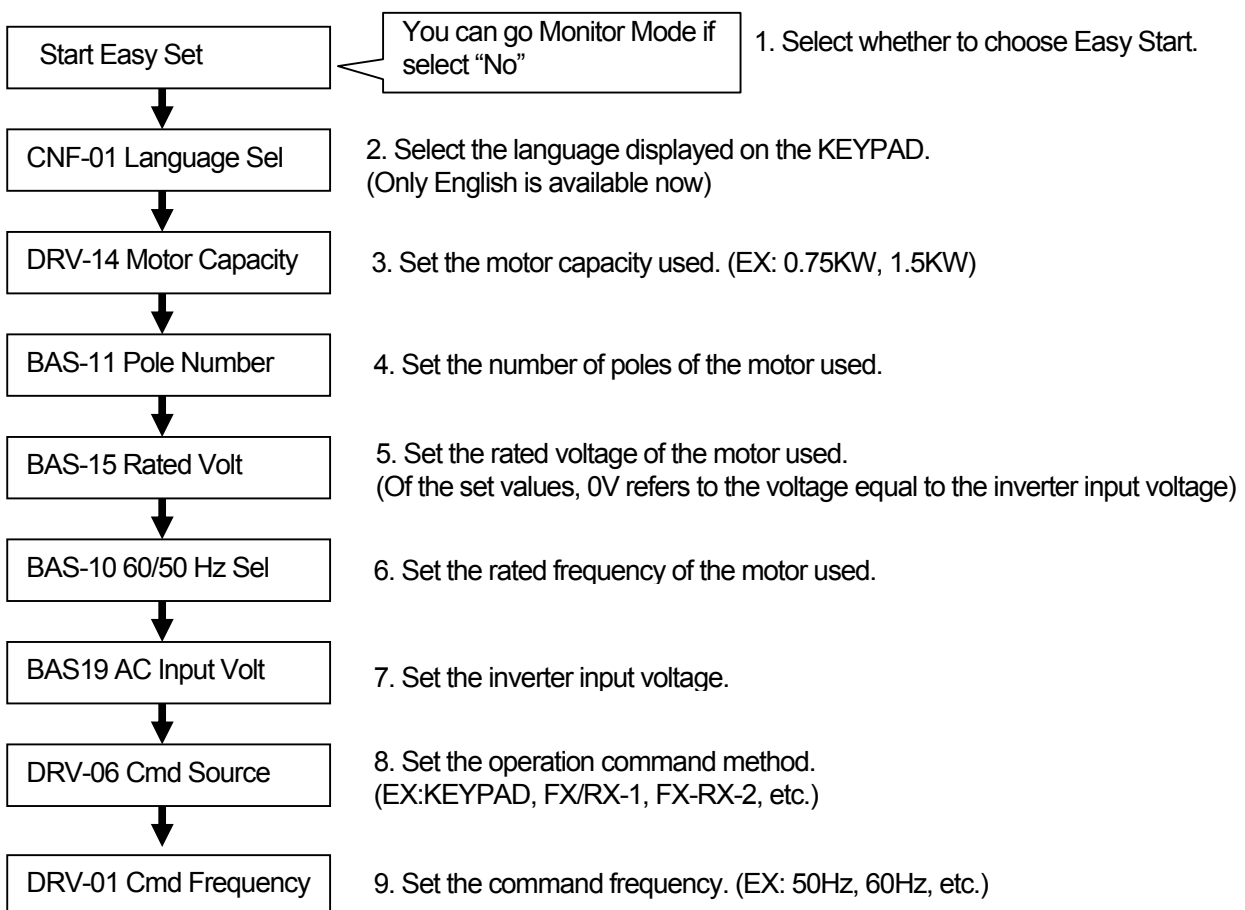 Start Easy Set
You can go Monitor Mode if
select “No”
1. Select whether to choose Easy Start.
CNF-01 Language Sel
2. Select the language displayed on the KEYPAD.
(Only English is available now)
DRV-14 Motor Capacity
3. Set the motor capacity used. (EX: 0.75KW, 1.5KW)
BAS-11 Pole Number
4. Set the number of poles of the motor used.
BAS-15 Rated Volt
5. Set the rated voltage of the motor used.
(Of the set values, 0V refers to the voltage equal to the inverter input voltage)
BAS-10 60/50 Hz Sel
6. Set the rated frequency of the motor used.
BAS19 AC Input Volt
7. Set the inverter input voltage.
DRV-06 Cmd Source
8. Set the operation command method.
(EX:KEYPAD, FX/RX-1, FX-RX-2, etc.)
DRV-01 Cmd Frequency
9. Set the command frequency. (EX: 50Hz, 60Hz, etc.)